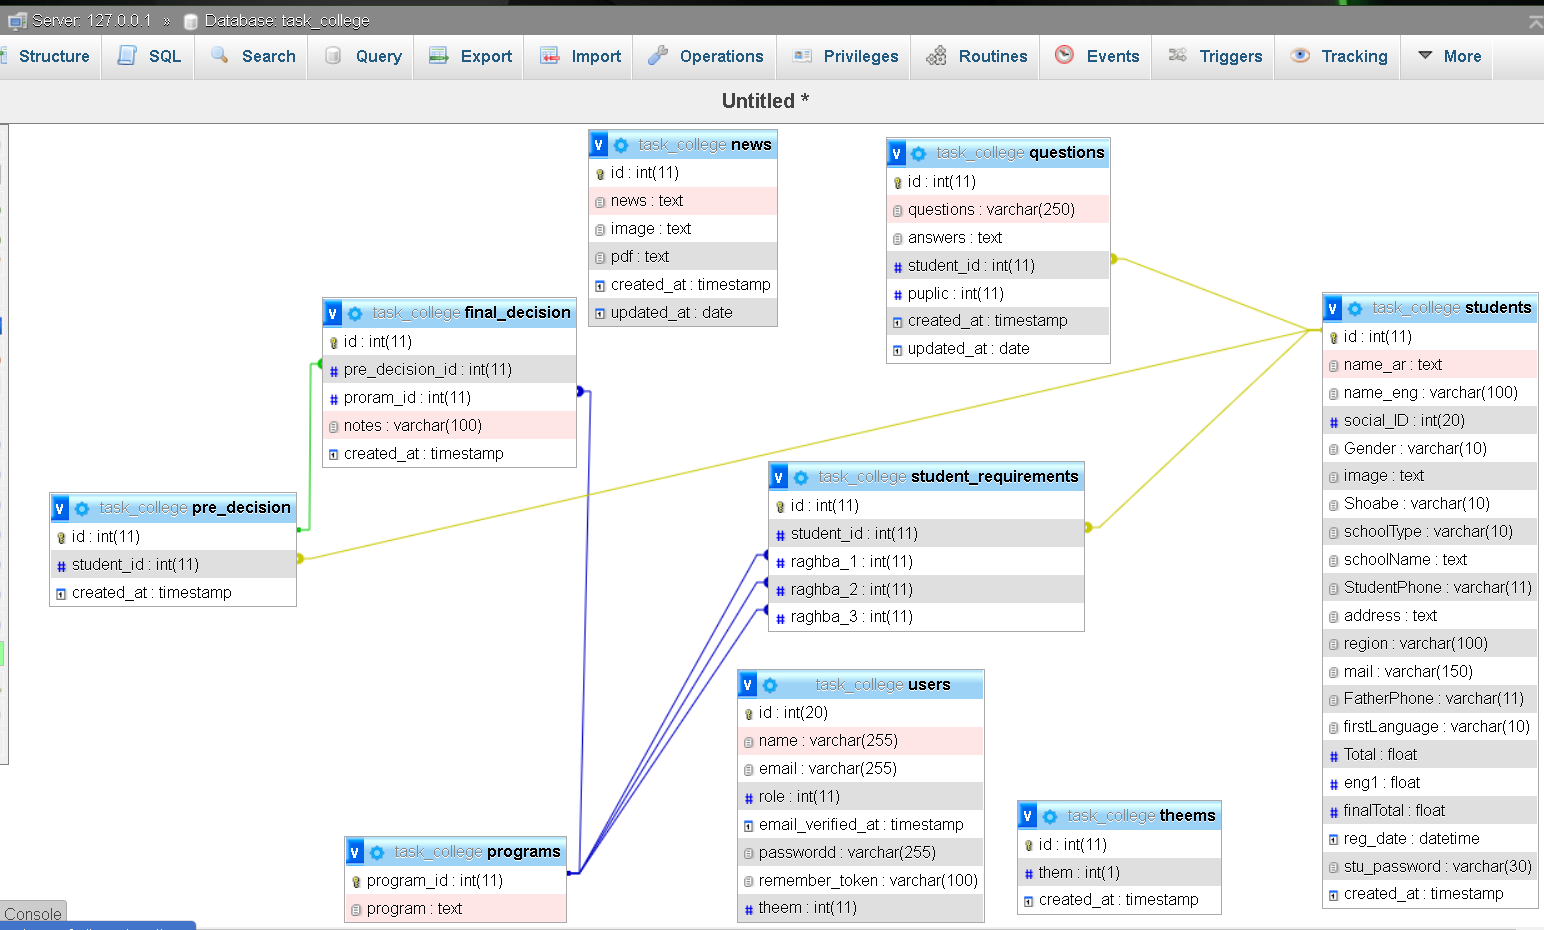 Server: 127.0.0.1 » Database: task_college
Structure SQL Search Query Export Import Operations Privileges Routines Events Triggers Tracking More
Untitled *
v task_college news
id : int(11)
news : text
image : text
pdf : text
created_at : timestamp
updated_at : date
v task_college questions
id : int(11)
questions : varchar(250)
answers : text
# student_id : int(11)
# puplic : int(11)
created_at : timestamp
updated_at : date
v task_college final_decision
id : int(11)
# pre_decision_id : int(11)
# proram_id : int(11)
notes : varchar(100)
created_at : timestamp
v task_college students
id : int(11)
name_ar : text
name_eng : varchar(100)
# social_ID : int(20)
Gender : varchar(10)
image : text
Shoabe : varchar(10)
schoolType : varchar(10)
schoolName : text
StudentPhone : varchar(11)
address : text
region : varchar(100)
mail : varchar(150)
FatherPhone : varchar(11)
firstLanguage : varchar(10)
# Total : float
# eng1 : float
# finalTotal : float
reg_date : datetime
stu_password : varchar(30)
created_at : timestamp
v task_college pre_decision
id : int(11)
# student_id : int(11)
created_at : timestamp
v task_college student_requirements
id : int(11)
# student_id : int(11)
# raghba_1 : int(11)
# raghba_2 : int(11)
# raghba_3 : int(11)
v task_college users
id : int(20)
name : varchar(255)
email : varchar(255)
# role : int(11)
email_verified_at : timestamp
passwordd : varchar(255)
remember_token : varchar(100)
# theem : int(11)
v task_college theems
id : int(11)
# them : int(1)
created_at : timestamp
v task_college programs
program_id : int(11)
program : text
Console